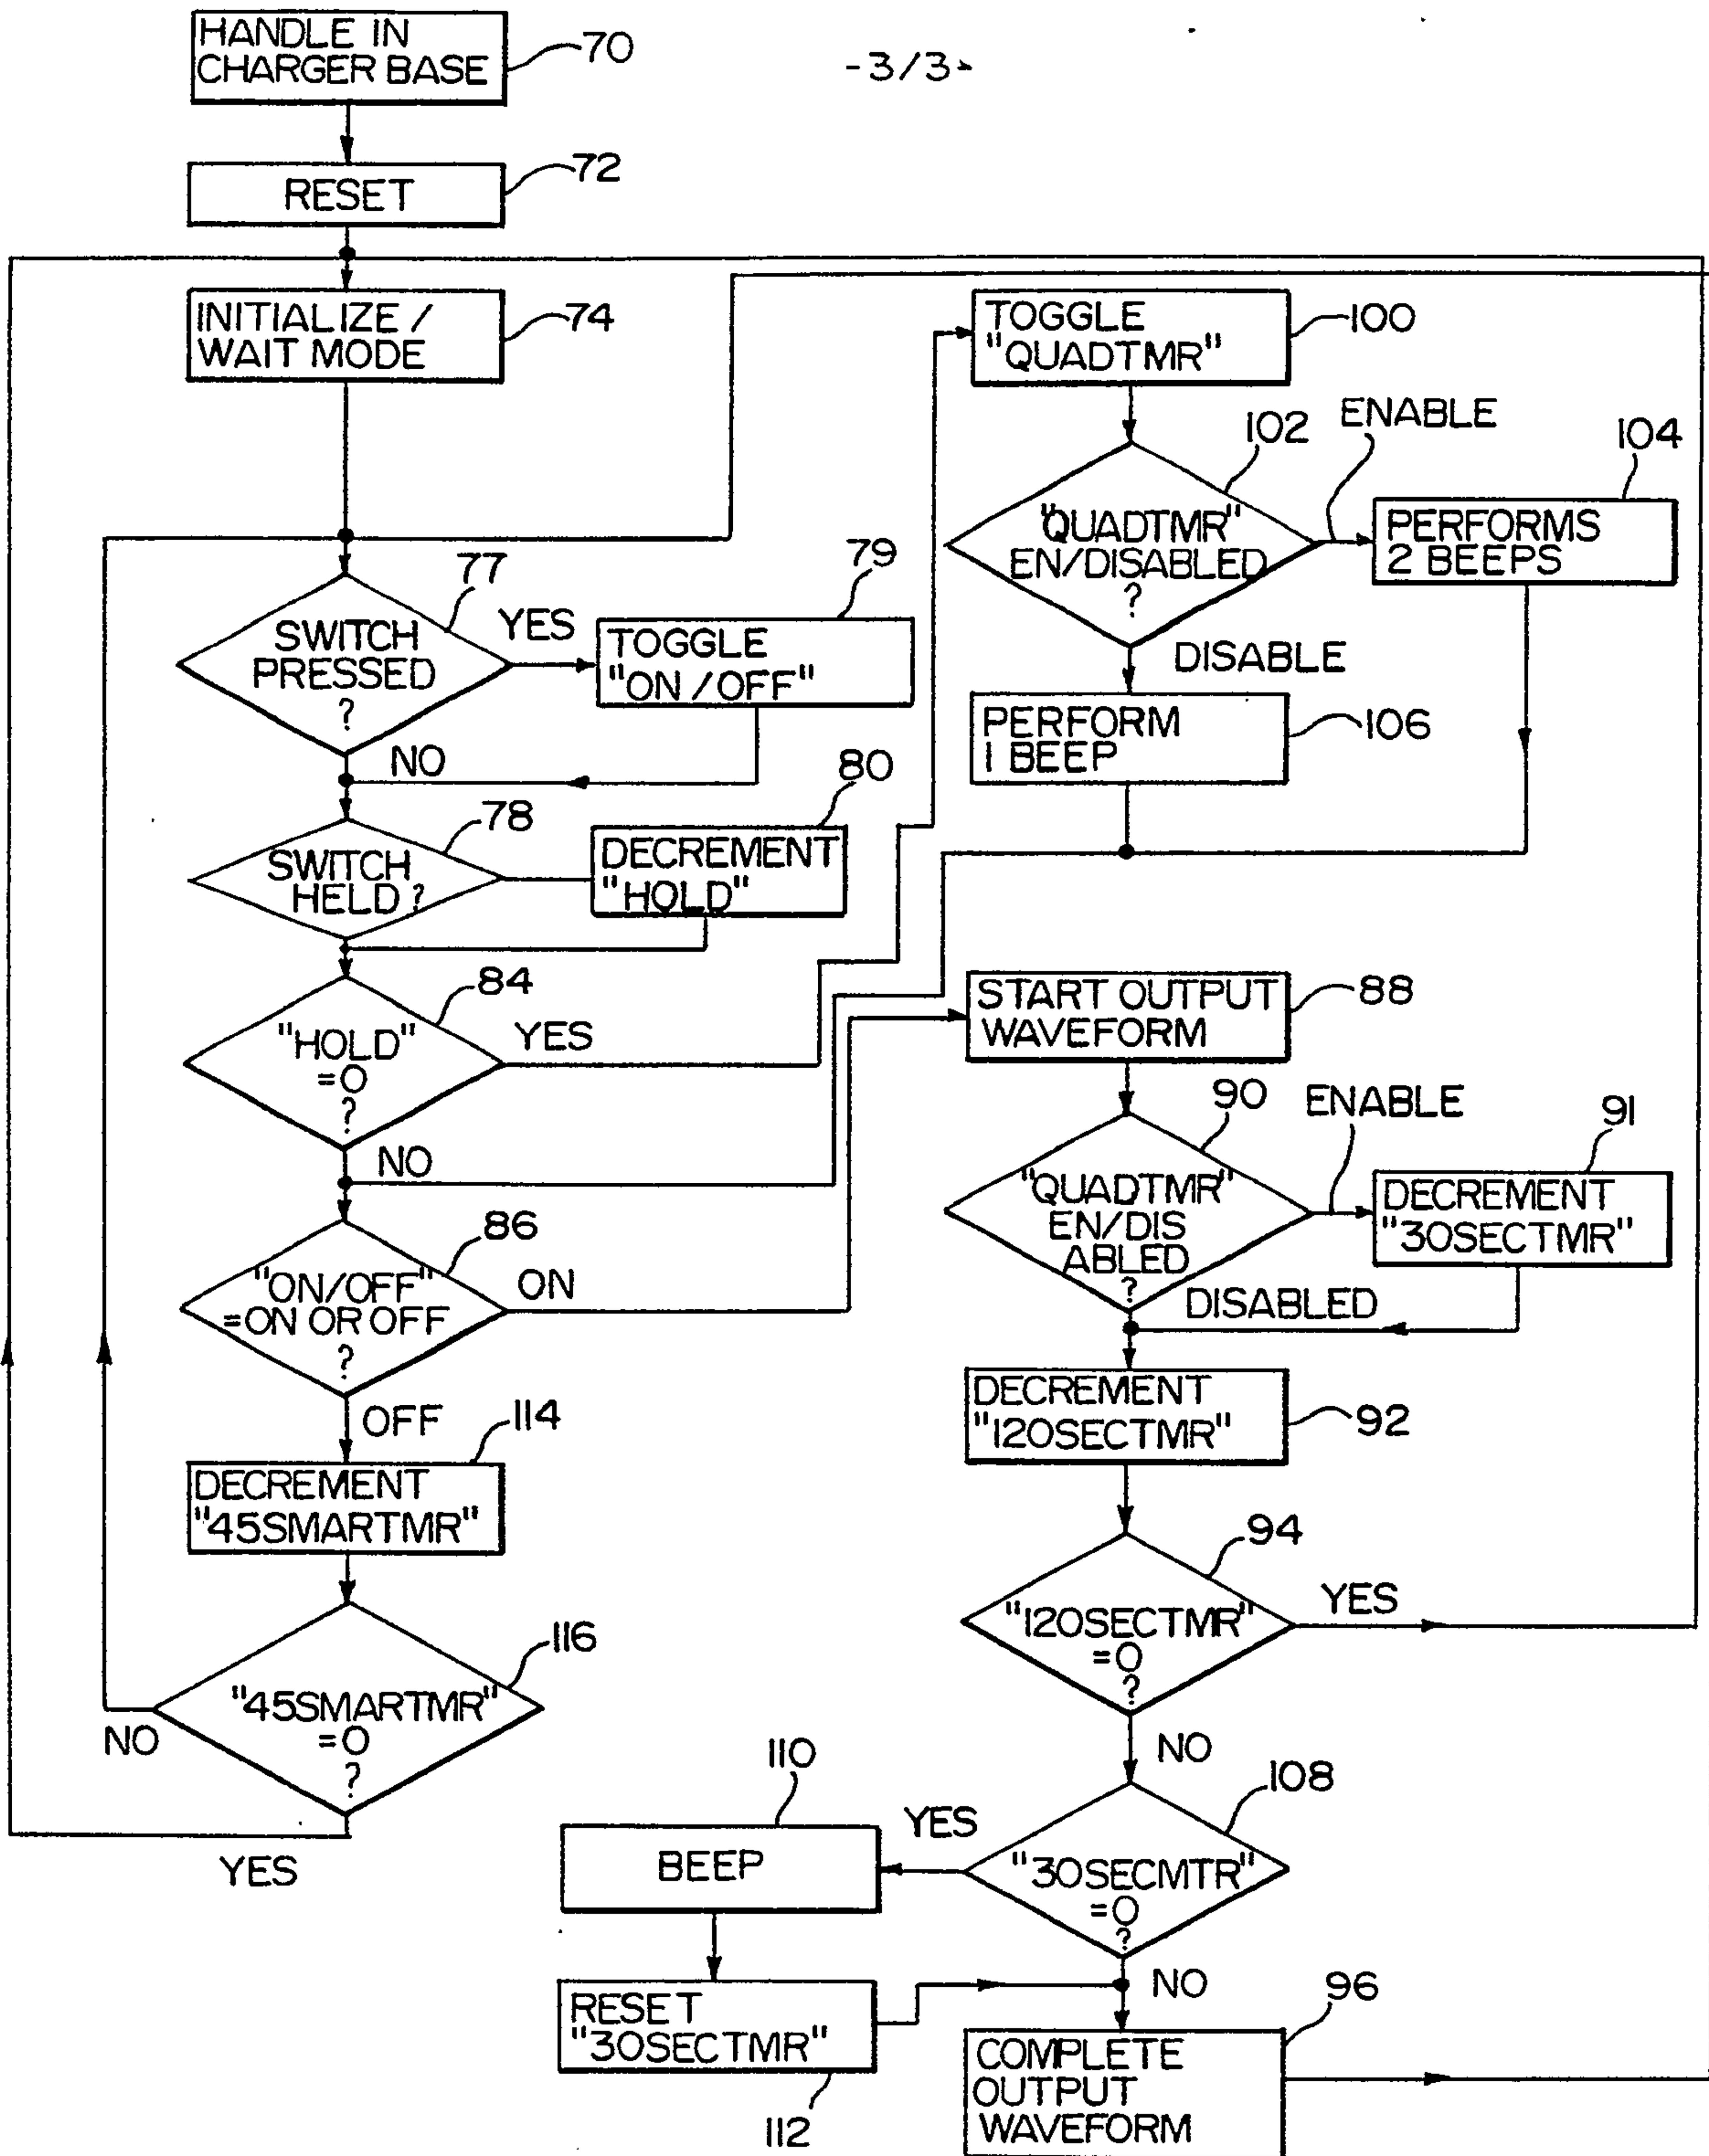 -3/3-
HANDLE IN
CHARGER BASE
70
RESET
72
INITIALIZE /
WAIT MODE
74
SWITCH
PRESSED
?
77
YES
TOGGLE
"ON/OFF"
79
NO
SWITCH
HELD?
78
DECREMENT
"HOLD"
80
"HOLD"
=0
?
84
YES
NO
"ON/OFF"
=ON OR OFF
?
86
ON
OFF
DECREMENT
"45SMARTMR"
114
"45SMARTMR"
=0
?
116
NO
YES
TOGGLE
"QUADTMR"
100
"QUADTMR"
EN/DISABLED
?
102
ENABLE
PERFORMS
2 BEEPS
104
DISABLE
PERFORM
1 BEEP
106
START OUTPUT
WAVEFORM
88
"QUADTMR"
EN/DIS
ABLED
?
90
ENABLE
DECREMENT
"30SECTMR"
91
DISABLED
DECREMENT
"120SECTMR"
92
"120SECTMR"
=0
?
94
YES
NO
"30SECMTR"
=0
?
108
YES
BEEP
110
RESET
"30SECTMR"
112
NO
COMPLETE
OUTPUT
WAVEFORM
96